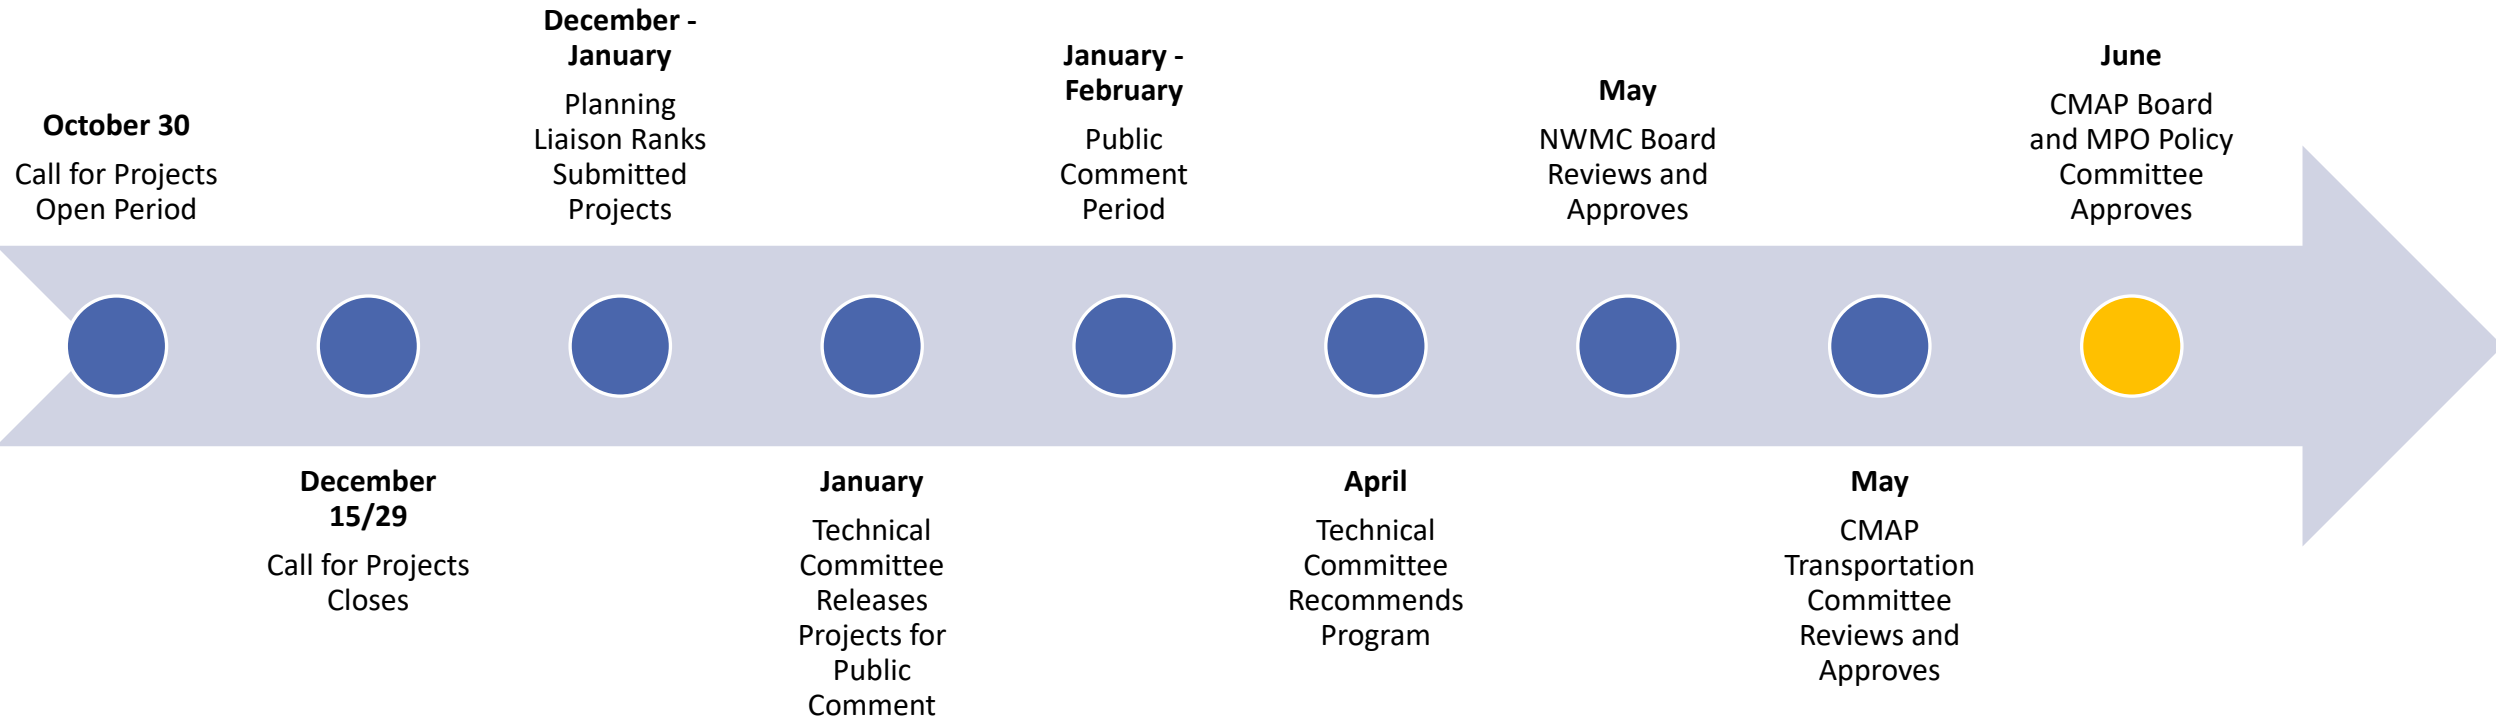 October 30
Call for Projects
Open Period
December
15/29
Call for Projects
Closes
December -
January
Planning
Liaison Ranks
Submitted
Projects
January
Technical
Committee
Releases
Projects for
Public
Comment
January -
February
Public
Comment
Period
April
Technical
Committee
Recommends
Program
May
NWMC Board
Reviews and
Approves
May
CMAP
Transportation
Committee
Reviews and
Approves
June
CMAP Board
and MPO Policy
Committee
Approves